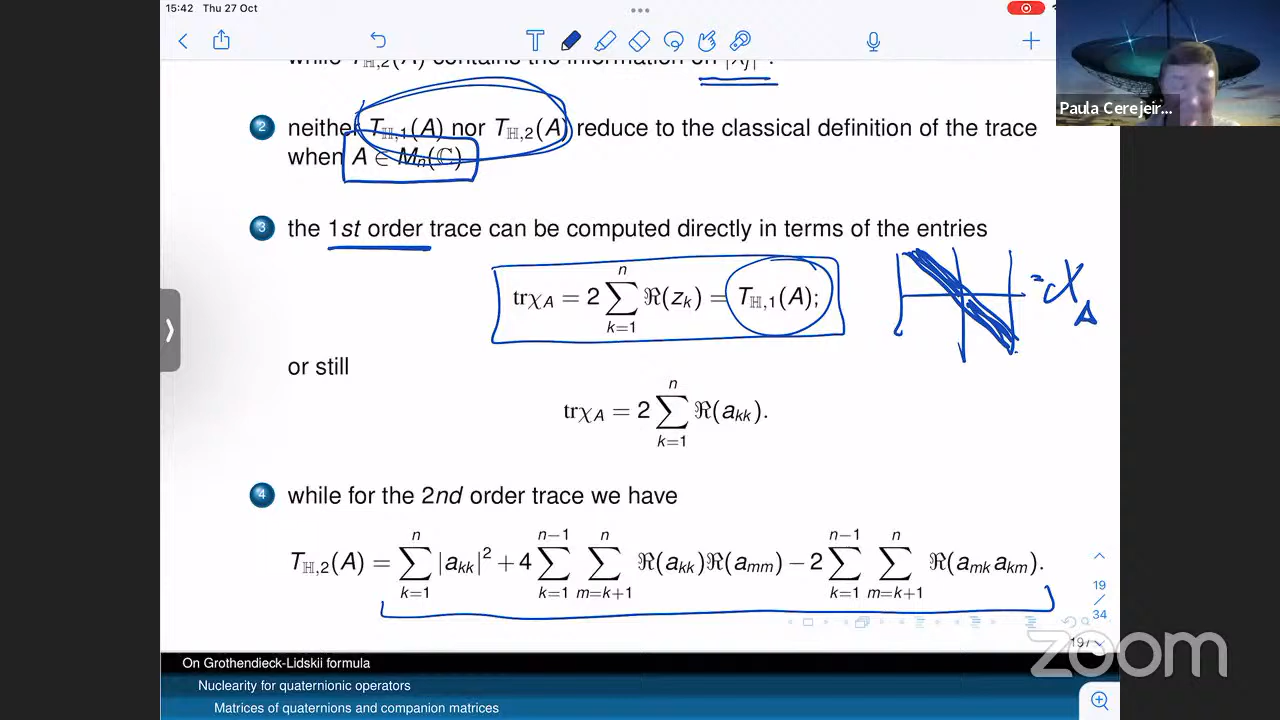 15:42 Thu 27 Oct
Paula Cerejeir...
while T_{ℍ,2}(A) contains the information on |λ_j|² .
2 neither T_{ℍ,1}(A) nor T_{ℍ,2}(A) reduce to the classical definition of the trace
when A ∈ M_n(ℂ)
3 the 1st order trace can be computed directly in terms of the entries
trχ_A = 2 ∑_{k=1}^{n} ℜ(z_k) = T_{ℍ,1}(A);
= χ_A
or still
trχ_A = 2 ∑_{k=1}^{n} ℜ(a_{kk}).
4 while for the 2nd order trace we have
T_{ℍ,2}(A) = ∑_{k=1}^{n} |a_{kk}|² + 4 ∑_{k=1}^{n−1} ∑_{m=k+1}^{n} ℜ(a_{kk})ℜ(a_{mm}) − 2 ∑_{k=1}^{n−1} ∑_{m=k+1}^{n} ℜ(a_{mk}a_{km}).
19
/
34
19/
zoom
On Grothendieck-Lidskii formula
Nuclearity for quaternionic operators
Matrices of quaternions and companion matrices